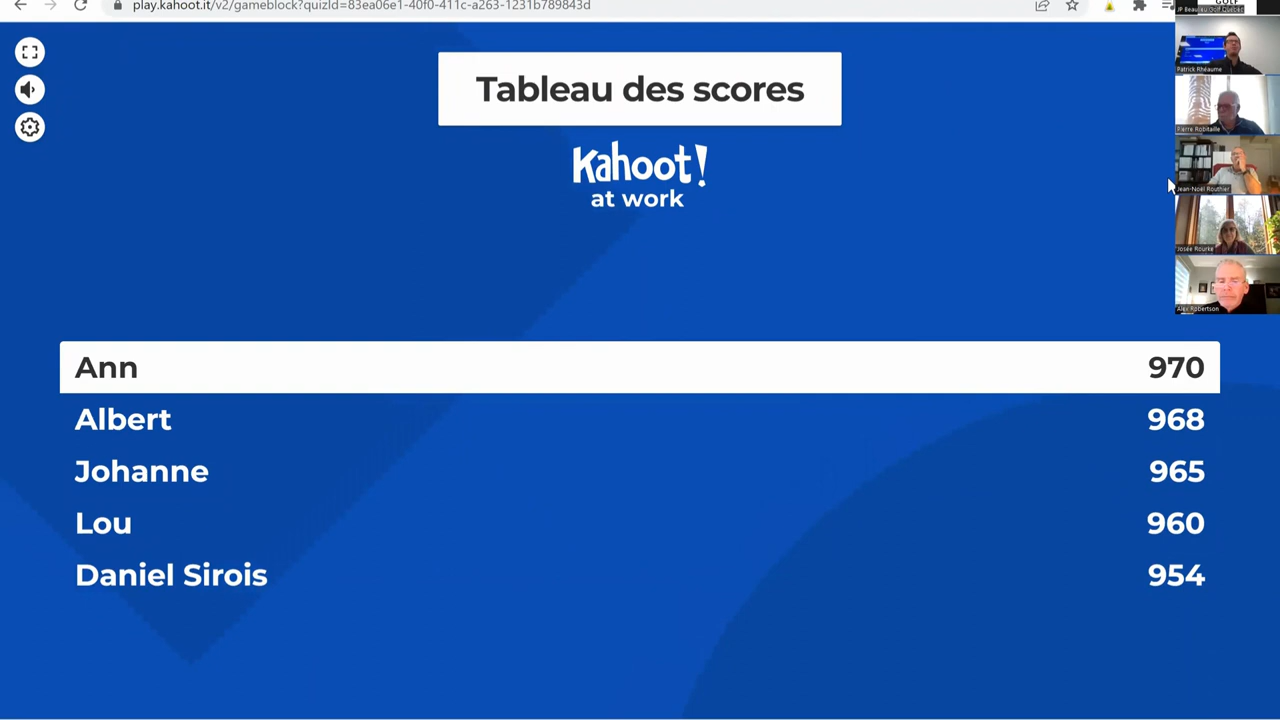 play.kahoot.it/v2/gameblock?quizId=83ea06e1-40f0-411c-a263-1231b789843d
Tableau des scores
Kahoot!
at work
Ann 970
Albert 968
Johanne 965
Lou 960
Daniel Sirois 954
GOLF
Patrick Rhéaume
Pierre Robitaille
Jean-Noël Routhier
Josée Rourke
Alex Robertson